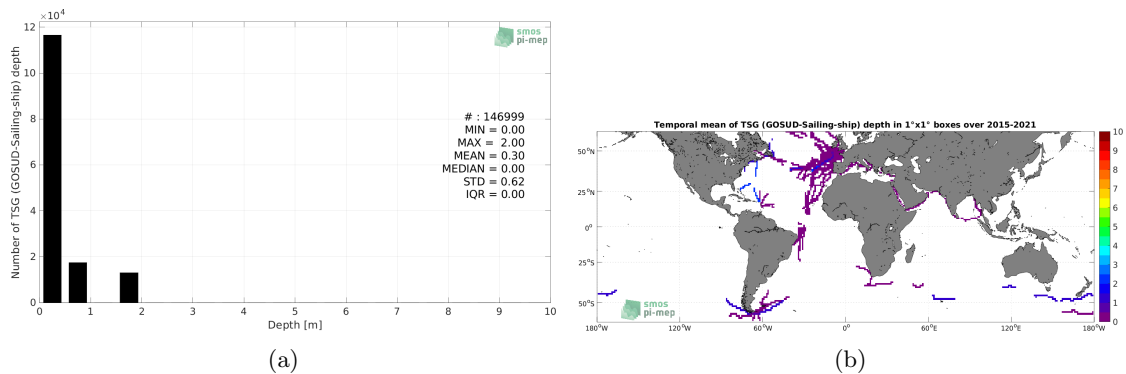 ×10⁴
12
10
8
6
4
2
0
Number of TSG (GOSUD-Sailing-ship) depth
smos
pi-mep
# : 146999
MIN = 0.00
MAX = 2.00
MEAN = 0.30
MEDIAN = 0.00
STD = 0.62
IQR = 0.00
0 1 2 3 4 5 6 7 8 9 10
Depth [m]
(a)
Temporal mean of TSG (GOSUD-Sailing-ship) depth in 1°x1° boxes over 2015-2021
50°N
25°N
0°
25°S
50°S
smos
pi-mep
180°W 120°W 60°W 0° 60°E 120°E 180°W
10
9
8
7
6
5
4
3
2
1
0
(b)